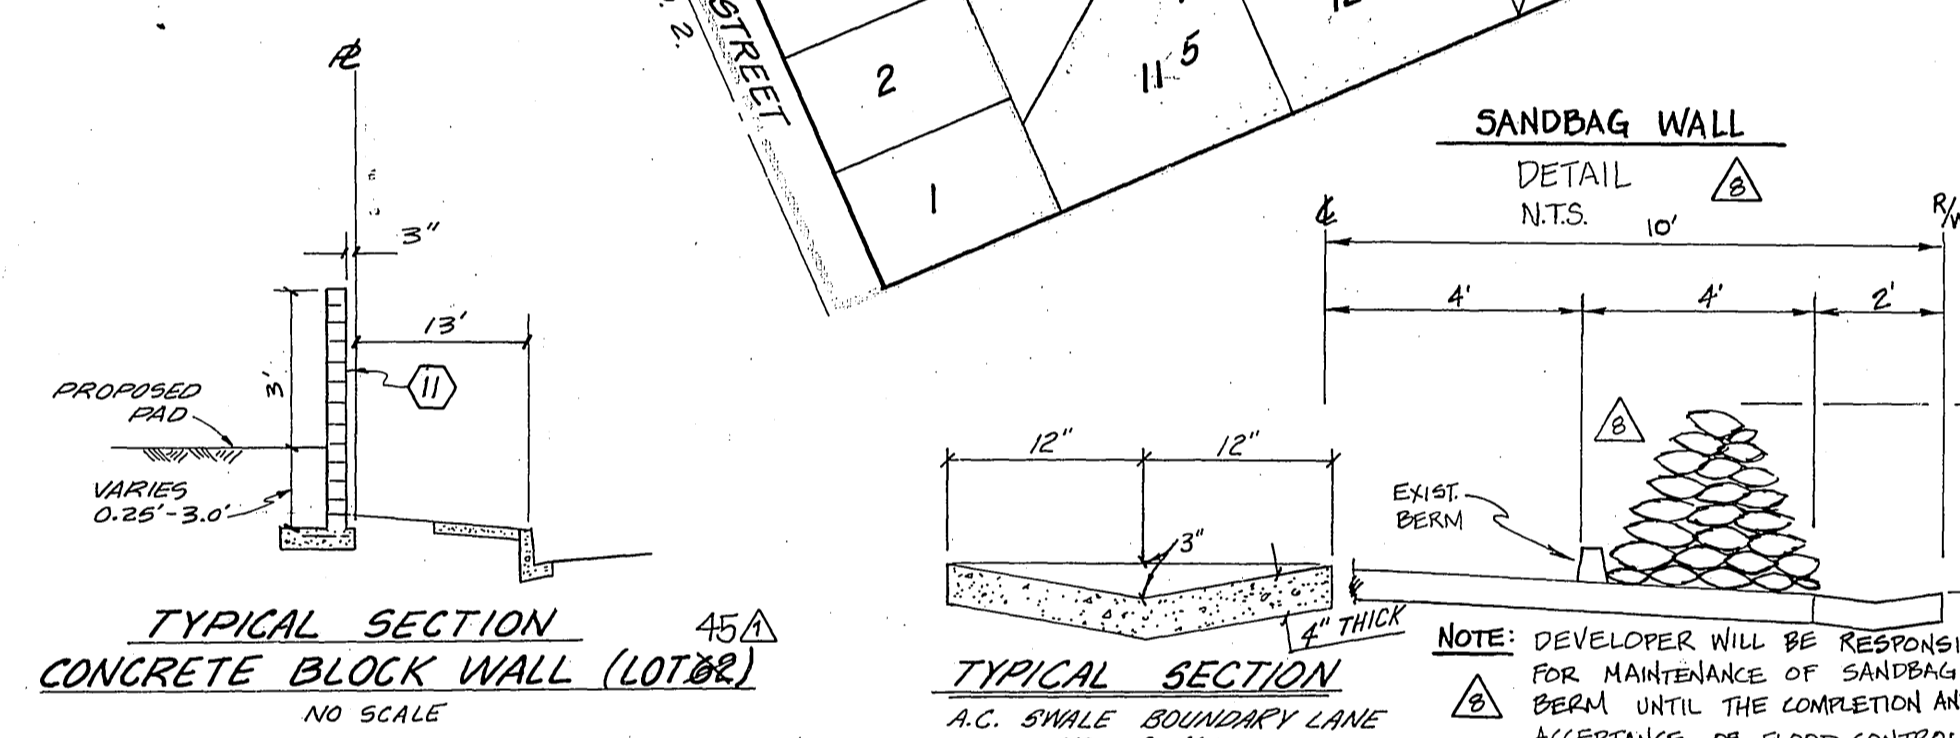 STREET
2.
2
1
11 5
12
SANDBAG WALL
DETAIL 8
N.T.S.
10'
R/W
4'
4'
2'
8
EXIST.
BERM
NOTE: DEVELOPER WILL BE
FOR MAINTENANCE OF SANDBAG
8 BERM UNTIL THE COMPLETION
PL
3"
13'
3'
11
PROPOSED
PAD
VARIES
0.25'-3.0'
TYPICAL SECTION 45 1
CONCRETE BLOCK WALL (LOT 62)
NO SCALE
12"
12"
3"
4" THICK
TYPICAL SECTION
A.C. SWALE BOUNDARY LANE